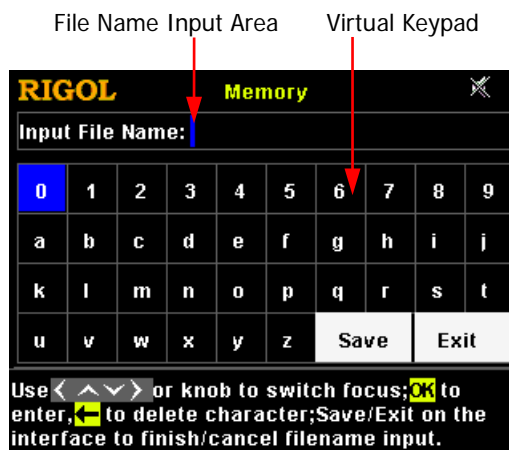 File Name Input Area Virtual Keypad
RIGOL Memory
Input File Name:
0 1 2 3 4 5 6 7 8 9
a b c d e f g h i j
k l m n o p q r s t
u v w x y z Save Exit
Use or knob to switch focus;OK to
enter, to delete character;Save/Exit on the
interface to finish/cancel filename input.